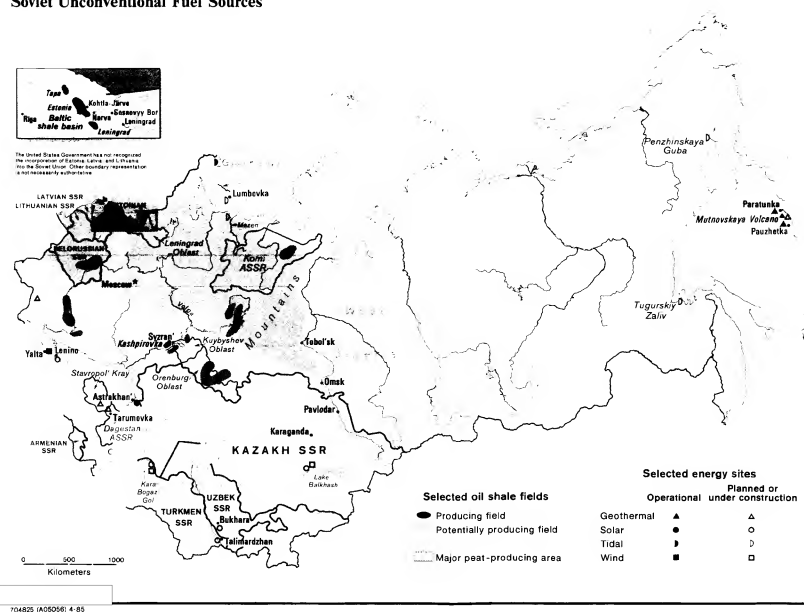 Soviet Unconventional Fuel Sources
Tapa
Estonia
Kohtla-Järve
Baltic
shale basin
Narva
Sosnovyy Bor
Leningrad
Riga
Leningrad
The United States Government has not recognized
the incorporation of Estonia, Latvia, and Lithuania
into the Soviet Union. Other boundary representation
is not necessarily authoritative.
LATVIAN SSR
LITHUANIAN SSR
BELORUSSIAN
Leningrad
Oblast
Lumbovka
Mezen
Komi
ASSR
Moscow
Volga
Mountains
Penzhinskaya
Guba
Paratunka
Mutnovskaya Volcano
Pauzhetka
Tugurskiy
Zaliv
Syzran'
Kashpirovka
Kuybyshev
Oblast
Tobol'sk
Yalta
Lenino
Stavropol' Kray
Orenburg
Oblast
Omsk
Astrakhan'
Pavlodar
Tarumovka
Dagestan
ASSR
Karaganda
ARMENIAN
SSR
KAZAKH SSR
Kara-
Bogaz
Gol
Lake
Balkhash
TURKMEN
SSR
UZBEK
SSR
Bukhara
Talimardzhan
0 500 1000
Kilometers
Selected oil shale fields
Producing field
Potentially producing field
Major peat-producing area
Selected energy sites
Operational
Planned or
under construction
Geothermal
Solar
Tidal
Wind
704825 (A05056) 4-85